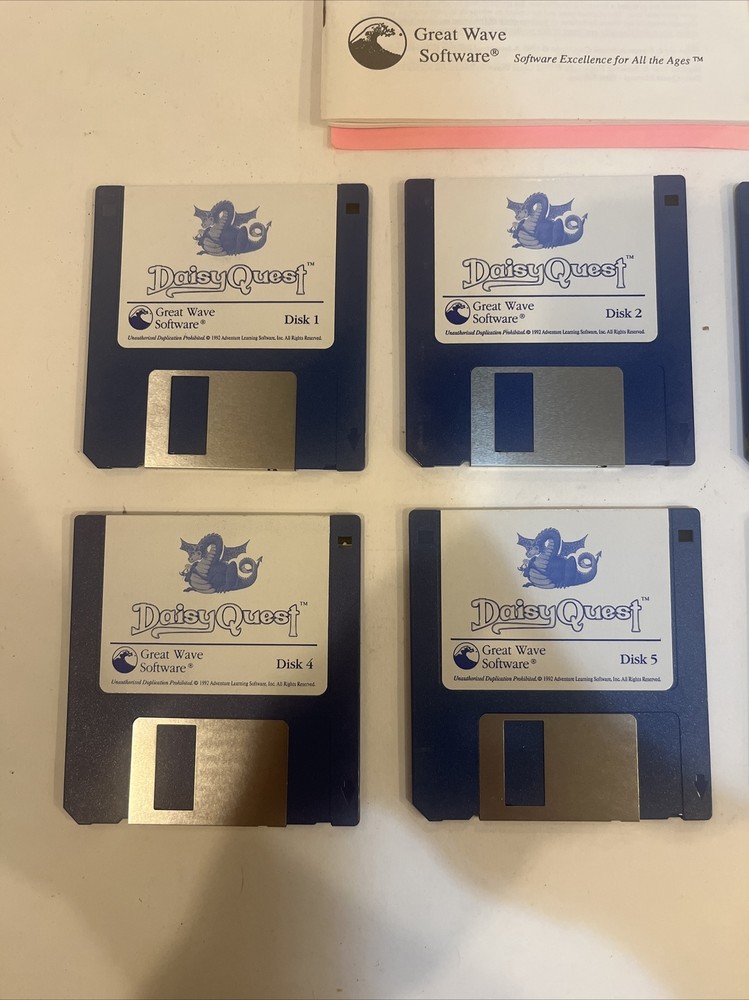 Great Wave
Software® Software Excellence for All the Ages™
DaisyQuest™
Great Wave
Software®
Disk 1
Unauthorized Duplication Prohibited. © 1992 Adventure Learning Software, Inc. All Rights Reserved.
DaisyQuest™
Great Wave
Software®
Disk 2
Unauthorized Duplication Prohibited. © 1992 Adventure Learning Software, Inc. All Rights Reserved.
DaisyQuest™
Great Wave
Software®
Disk 4
Unauthorized Duplication Prohibited. © 1992 Adventure Learning Software, Inc. All Rights Reserved.
DaisyQuest™
Great Wave
Software®
Disk 5
Unauthorized Duplication Prohibited. © 1992 Adventure Learning Software, Inc. All Rights Reserved.